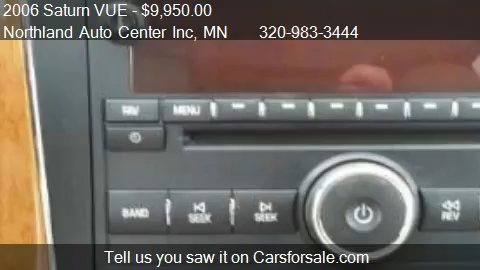 2006 Saturn VUE - $9,950.00
Northland Auto Center Inc, MN 320-983-3444
FAV MENU
BAND SEEK SEEK REV
Tell us you saw it on Carsforsale.com